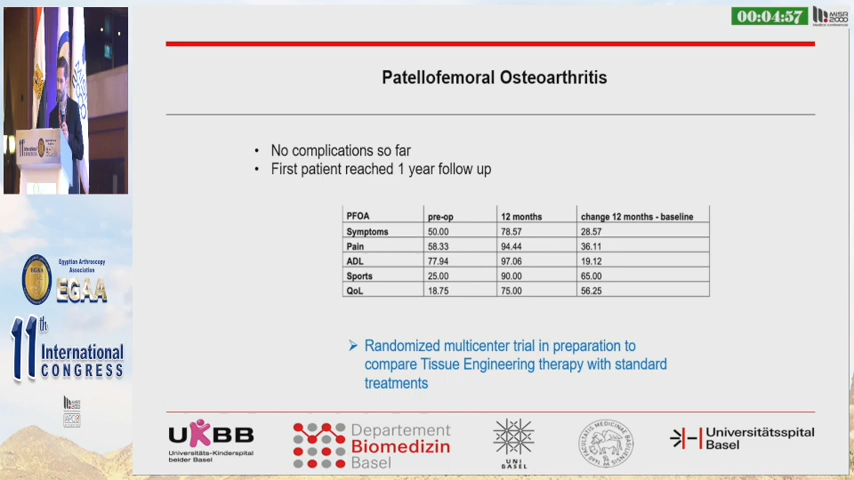 00:04:57
MiSR
2000
Patellofemoral Osteoarthritis
• No complications so far
• First patient reached 1 year follow up
PFOA pre-op 12 months change 12 months - baseline
Symptoms 50.00 78.57 28.57
Pain 58.33 94.44 36.11
ADL 77.94 97.06 19.12
Sports 25.00 90.00 65.00
QoL 18.75 75.00 56.25
Randomized multicenter trial in preparation to
compare Tissue Engineering therapy with standard
treatments
Egyptian Arthroscopy
Association
EGAA
11th
International
CONGRESS
UKBB
Universitäts-Kinderspital
beider Basel
Departement
Biomedizin
Basel
UNI
BASEL
Universitätsspital
Basel